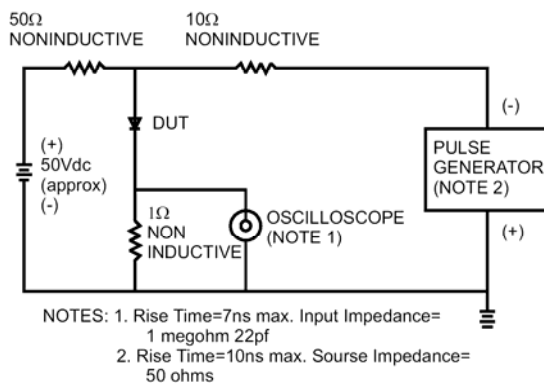 50Ω
NONINDUCTIVE
10Ω
NONINDUCTIVE
(+)
50Vdc
(approx)
(-)
DUT
1Ω
NON
INDUCTIVE
OSCILLOSCOPE
(NOTE 1)
(-)
PULSE
GENERATOR
(NOTE 2)
(+)
NOTES: 1. Rise Time=7ns max. Input Impedance=
1 megohm 22pf
2. Rise Time=10ns max. Sourse Impedance=
50 ohms